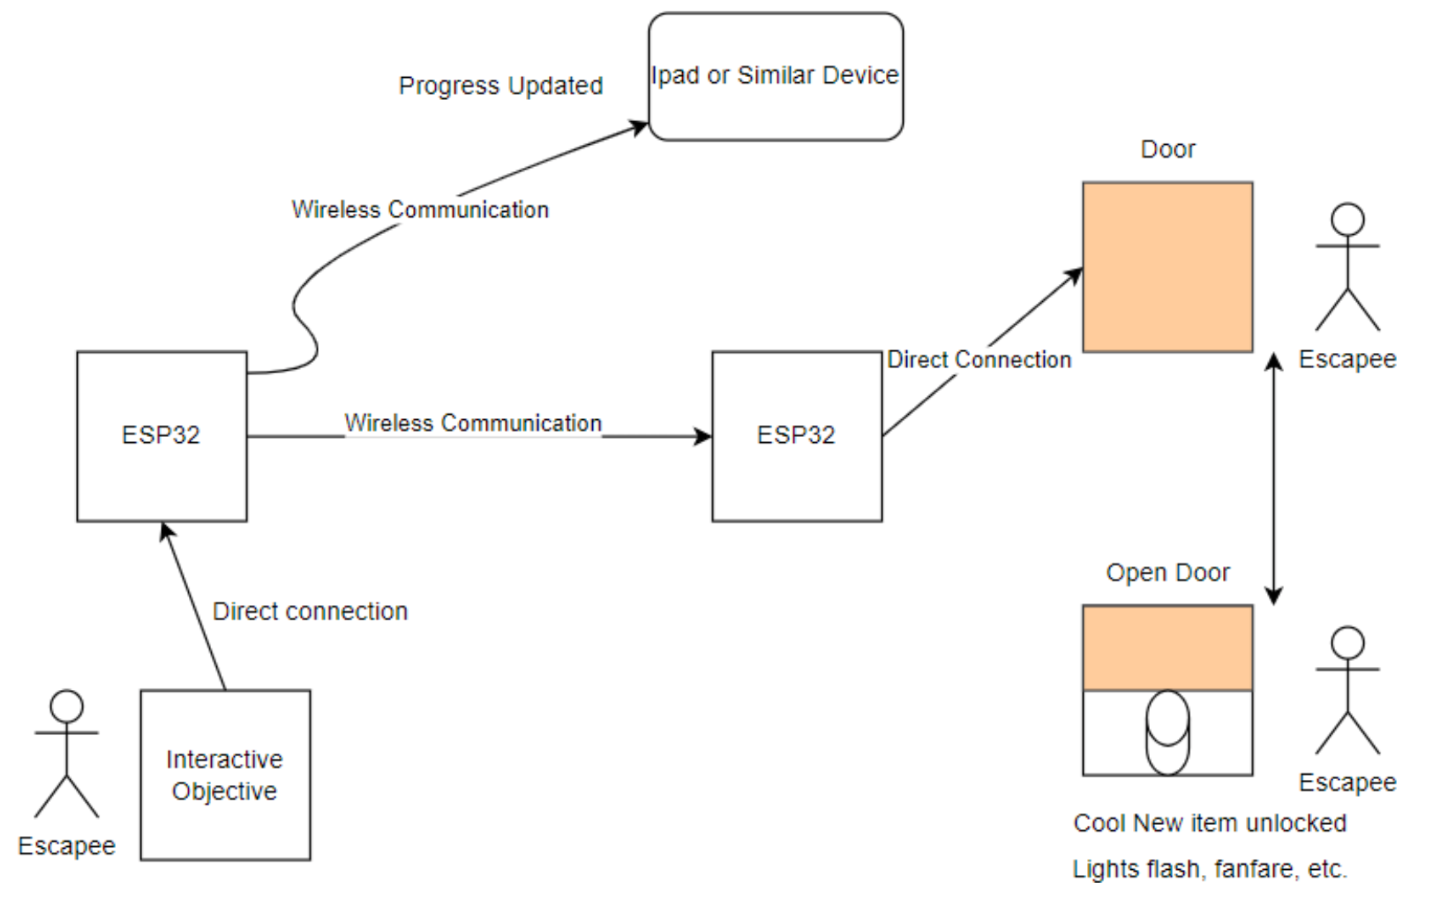 Ipad or Similar Device
Progress Updated
Door
Wireless Communication
Escapee
Direct Connection
Wireless Communication
ESP32
ESP32
Open Door
Direct connection
Interactive
Objective
Escapee
Cool New item unlocked
Escapee
Lights flash, fanfare, etc.